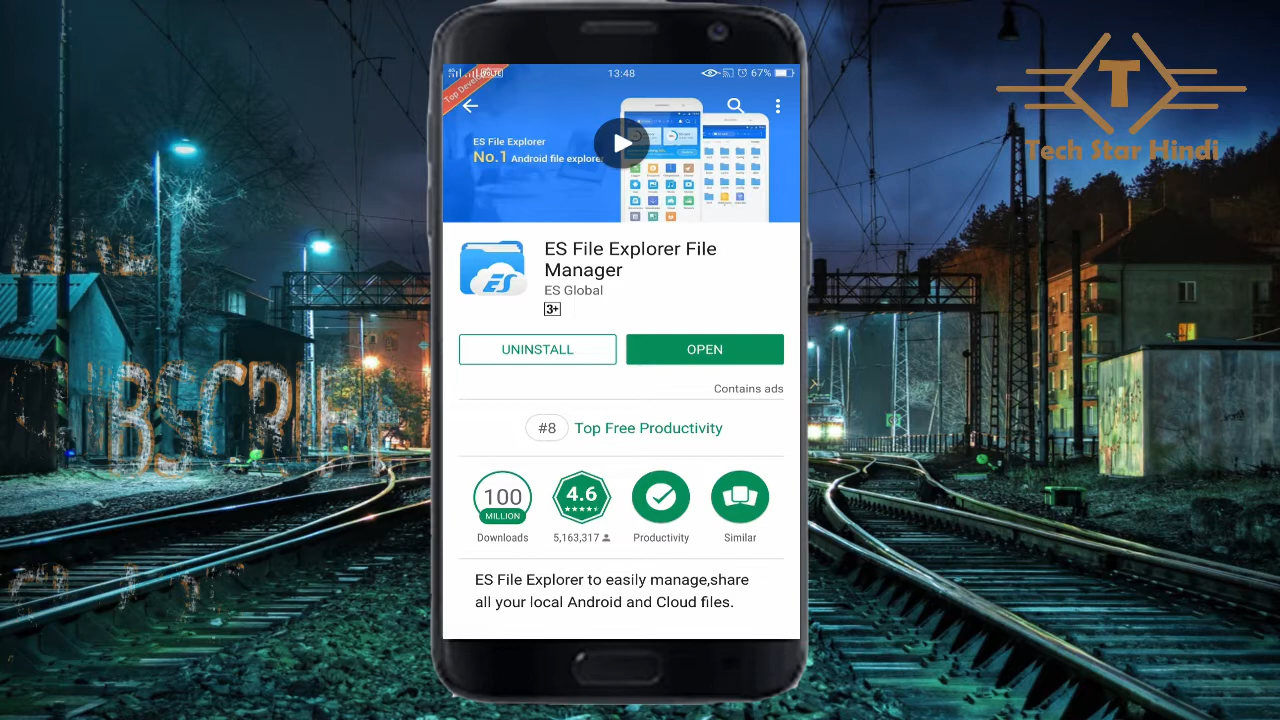 VOLTE
13:48
67%
Top Developer
ES File Explorer
No.1 Android file explorer
T
Tech Star Hindi
ES
ES File Explorer File
Manager
ES Global
3+
UNINSTALL
OPEN
Contains ads
#8 Top Free Productivity
100
MILLION
4.6
Downloads
5,163,317
Productivity
Similar
ES File Explorer to easily manage,share
all your local Android and Cloud files.